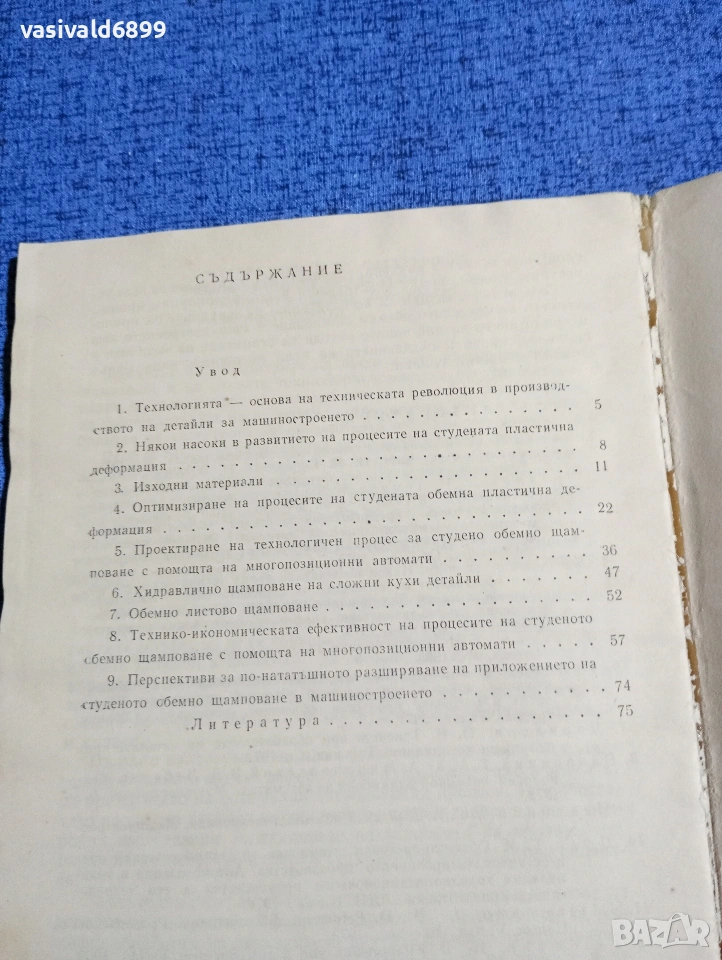 vasivald6899
СЪДЪРЖАНИЕ
Увод
1. Технологията — основа на техническата революция в производ-
ството на детайли за машиностроенето . . . . . . . . . . . . 5
2. Някои насоки в развитието на процесите на студената пластична
деформация . . . . . . . . . . . . . . . . . . . . . . . . 8
3. Изходни материали . . . . . . . . . . . . . . . . . . . 11
4. Оптимизиране на процесите на студената обемна пластична де-
формация . . . . . . . . . . . . . . . . . . . . . . . . . 22
5. Проектиране на технологичен процес за студено обемно щам-
поване с помощта на многопозиционни автомати . . . . . . . . 36
6. Хидравлично щамповане на сложни кухи детайли . . . . . 47
7. Обемно листово щамповане . . . . . . . . . . . . . . . 52
8. Технико-икономическата ефективност на процесите на студеното
обемно щамповане с помощта на многопозиционни автомати . . . . 57
9. Перспективи за по-нататъшното разширяване на приложението на
студеното обемно щамповане в машиностроенето . . . . . . . . 74
Литература . . . . . . . . . . . . . . . . . . 75
BAZAR